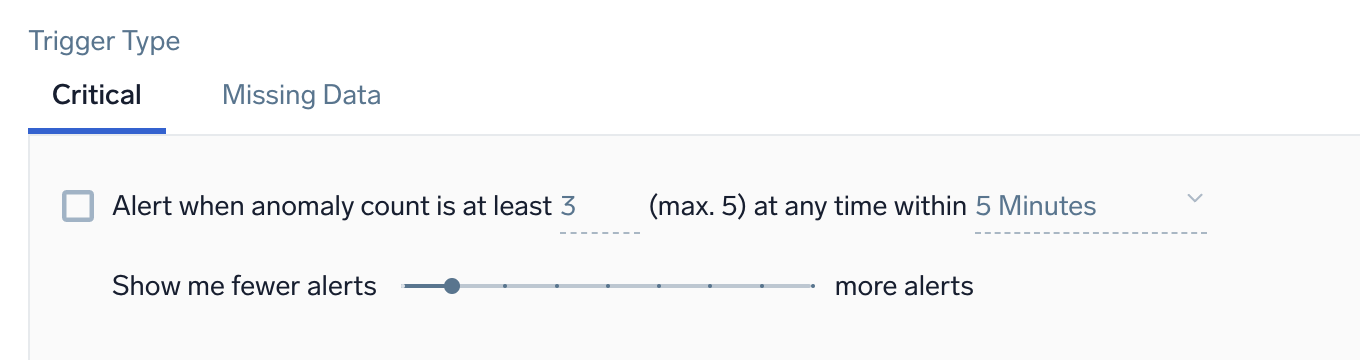 Trigger Type
Critical Missing Data
Alert when anomaly count is at least 3 (max. 5) at any time within 5 Minutes
Show me fewer alerts more alerts